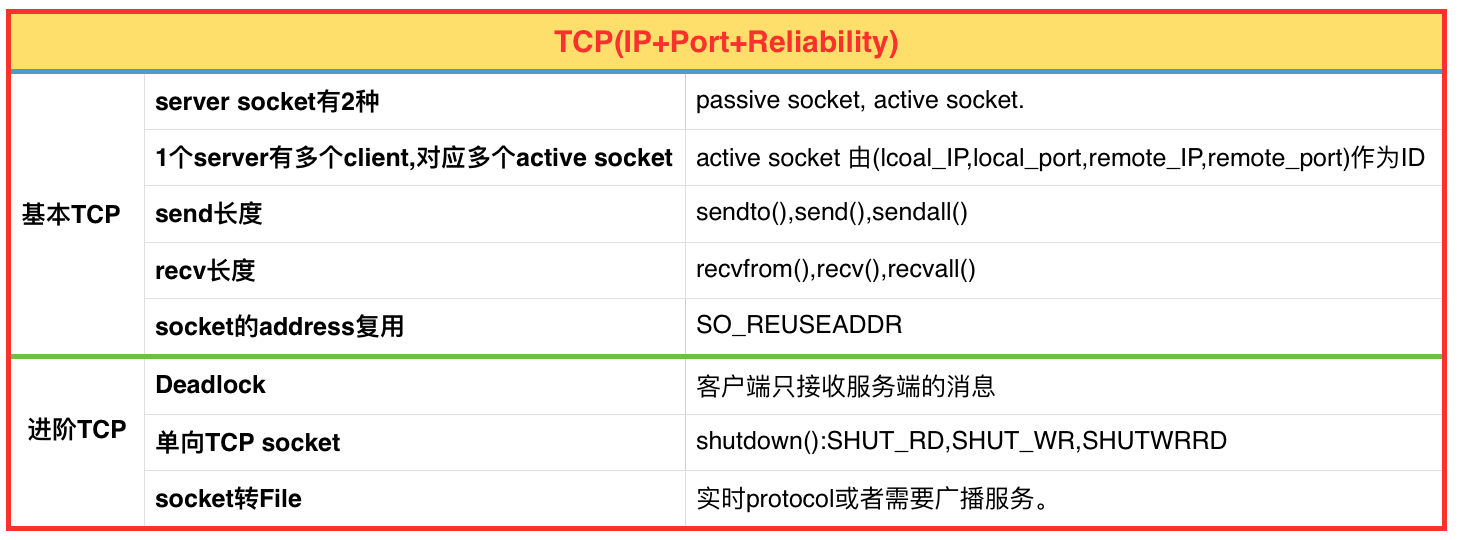 TCP(IP+Port+Reliability)
server socket有2种
passive socket, active socket.
1个server有多个client,对应多个active socket
active socket 由(lcoal_IP,local_port,remote_IP,remote_port)作为ID
基本TCP
send长度
sendto(),send(),sendall()
recv长度
recvfrom(),recv(),recvall()
socket的address复用
SO_REUSEADDR
Deadlock
客户端只接收服务端的消息
进阶TCP
单向TCP socket
shutdown():SHUT_RD,SHUT_WR,SHUTWRRD
socket转File
实时protocol或者需要广播服务。